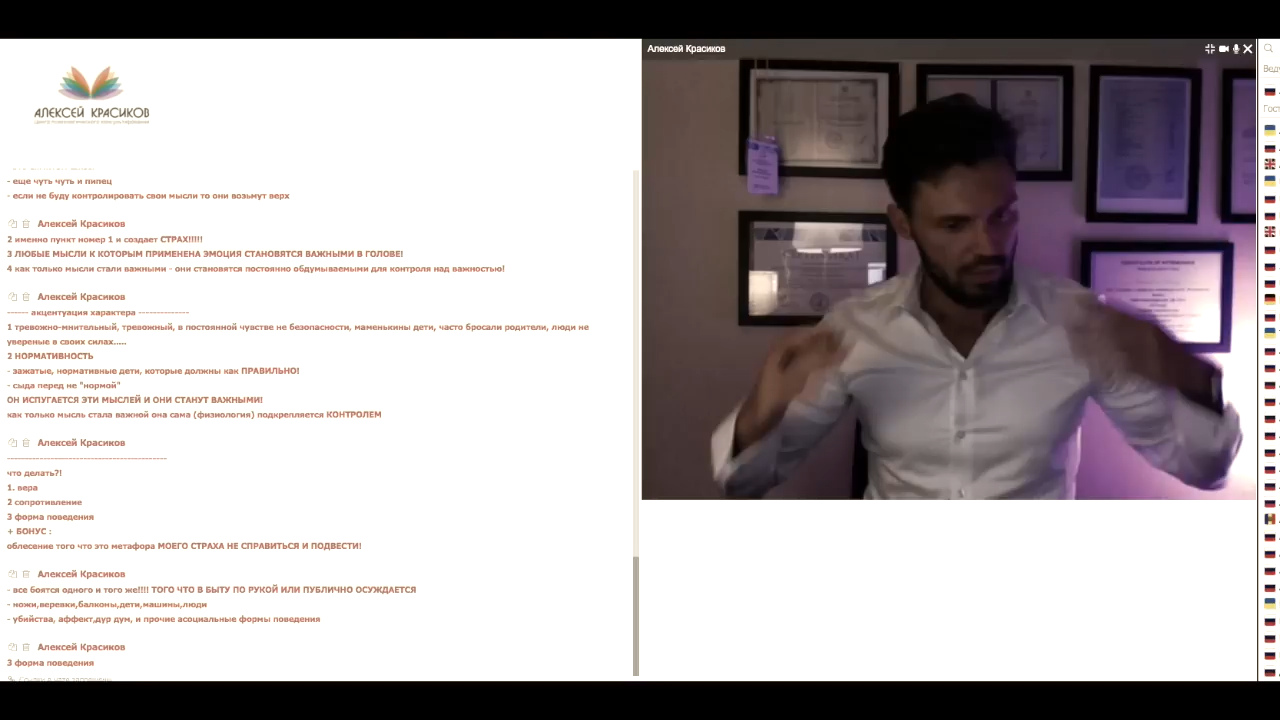 АЛЕКСЕЙ КРАСИКОВ
- еще чуть чуть и пипец
- если не буду контролировать свои мысли то они возьмут верх
Алексей Красиков
2 именно пункт номер 1 и создает СТРАХ!!!!!
3 ЛЮБЫЕ МЫСЛИ К КОТОРЫМ ПРИМЕНЕНА ЭМОЦИЯ СТАНОВЯТСЯ ВАЖНЫМИ В ГОЛОВЕ!
4 как только мысли стали важными - они становятся постоянно обдумываемыми для контроля над важностью!
Алексей Красиков
------ акцентуация характера --------------
1 тревожно-мнительный, тревожный, в постоянной чувстве не безопасности, маменькины дети, часто бросали родители, люди не
увереные в своих силах.....
2 НОРМАТИВНОСТЬ
- зажатые, нормативные дети, которые должны как ПРАВИЛЬНО!
- сыда перед не "нормой"
ОН ИСПУГАЕТСЯ ЭТИ МЫСЛЕЙ И ОНИ СТАНУТ ВАЖНЫМИ!
как только мысль стала важной она сама (физиология) подкрепляется КОНТРОЛЕМ
Алексей Красиков
--------------------------------------------
что делать?!
1. вера
2 сопротивление
3 форма поведения
+ БОНУС :
облесение того что это метафора МОЕГО СТРАХА НЕ СПРАВИТЬСЯ И ПОДВЕСТИ!
Алексей Красиков
- все боятся одного и того же!!!! ТОГО ЧТО В БЫТУ ПО РУКОЙ ИЛИ ПУБЛИЧНО ОСУЖДАЕТСЯ
- ножи,веревки,балконы,дети,машины,люди
- убийства, аффект,дур дум, и прочие асоциальные формы поведения
Алексей Красиков
3 форма поведения
Алексей Красиков